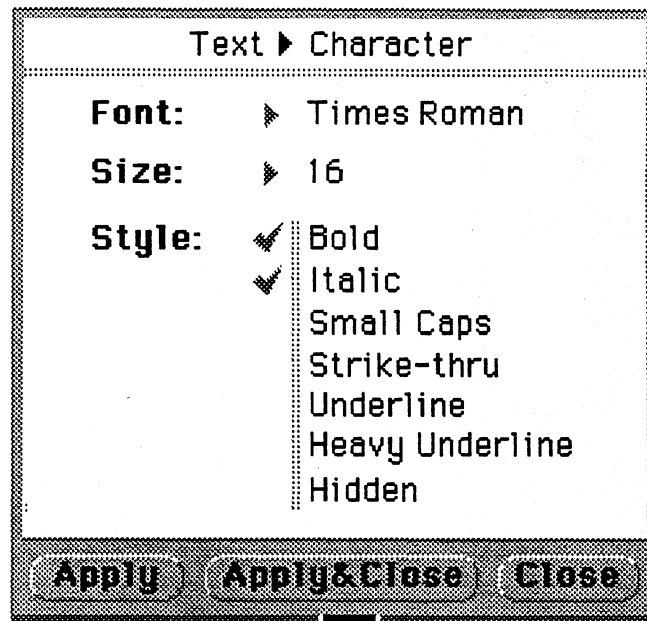 Text ▶ Character
Font: ▶ Times Roman
Size: ▶ 16
Style: ✔ Bold
✔ Italic
Small Caps
Strike-thru
Underline
Heavy Underline
Hidden
Apply Apply&Close Close